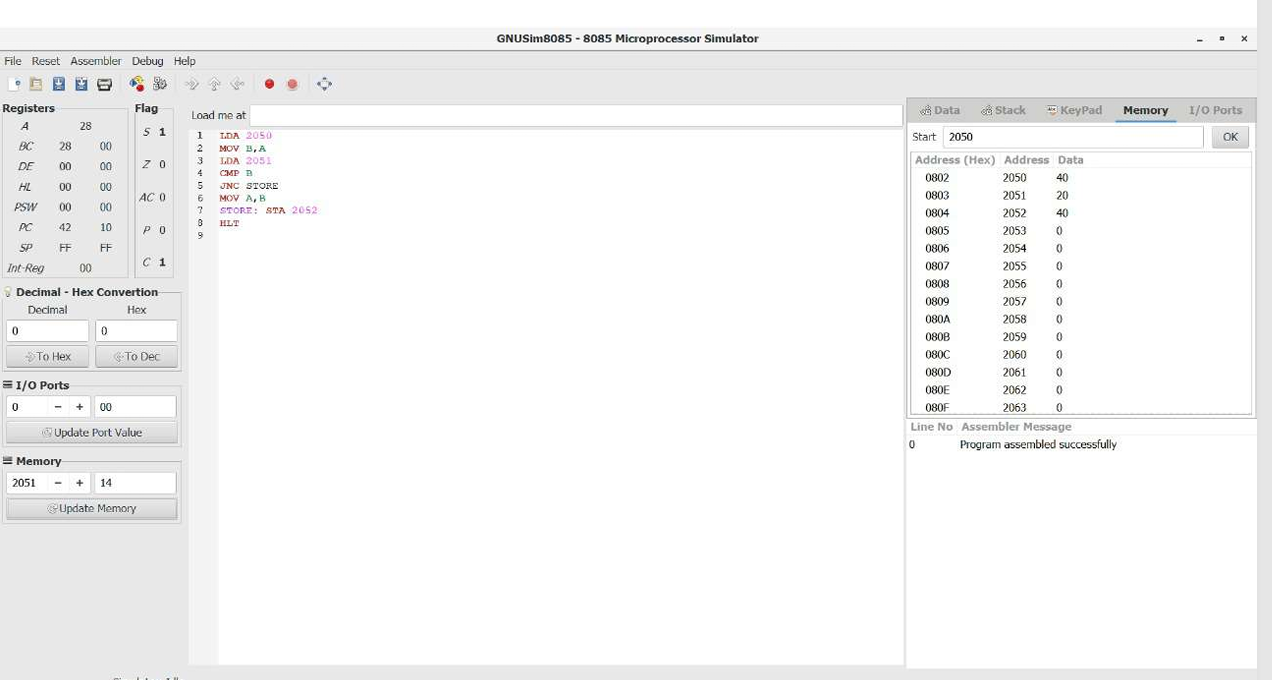 GNUSim8085 - 8085 Microprocessor Simulator
File Reset Assembler Debug Help
Registers
A 28
BC 28 00
DE 00 00
HL 00 00
PSW 00 00
PC 42 10
SP FF FF
Int-Reg 00
Flag
S 1
Z 0
AC 0
P 0
C 1
Decimal - Hex Convertion
Decimal Hex
0 0
To Hex To Dec
I/O Ports
0 - + 00
Update Port Value
Memory
2051 - + 14
Update Memory
Load me at
1 LDA 2050
2 MOV B,A
3 LDA 2051
4 CMP B
5 JNC STORE
6 MOV A,B
7 STORE: STA 2052
8 HLT
9
Data Stack KeyPad Memory I/O Ports
Start 2050 OK
Address (Hex) Address Data
0802 2050 40
0803 2051 20
0804 2052 40
0805 2053 0
0806 2054 0
0807 2055 0
0808 2056 0
0809 2057 0
080A 2058 0
080B 2059 0
080C 2060 0
080D 2061 0
080E 2062 0
080F 2063 0
Line No Assembler Message
0 Program assembled successfully